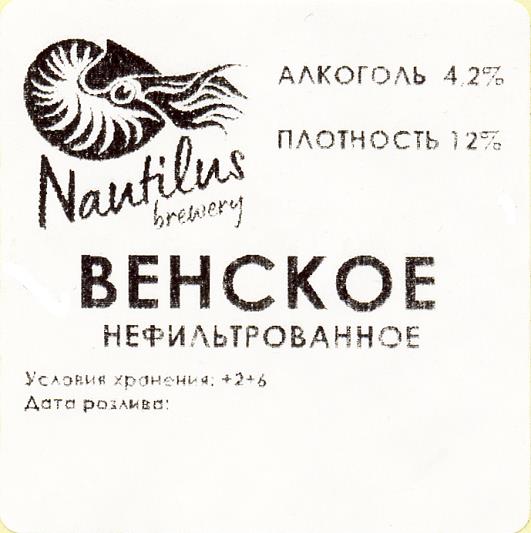 Nautilus
brewery
АЛКОГОЛЬ 4,2%
ПЛОТНОСТЬ 12%
ВЕНСКОЕ
НЕФИЛЬТРОВАННОЕ
Условия хранения: +2+6
Дата розлива: